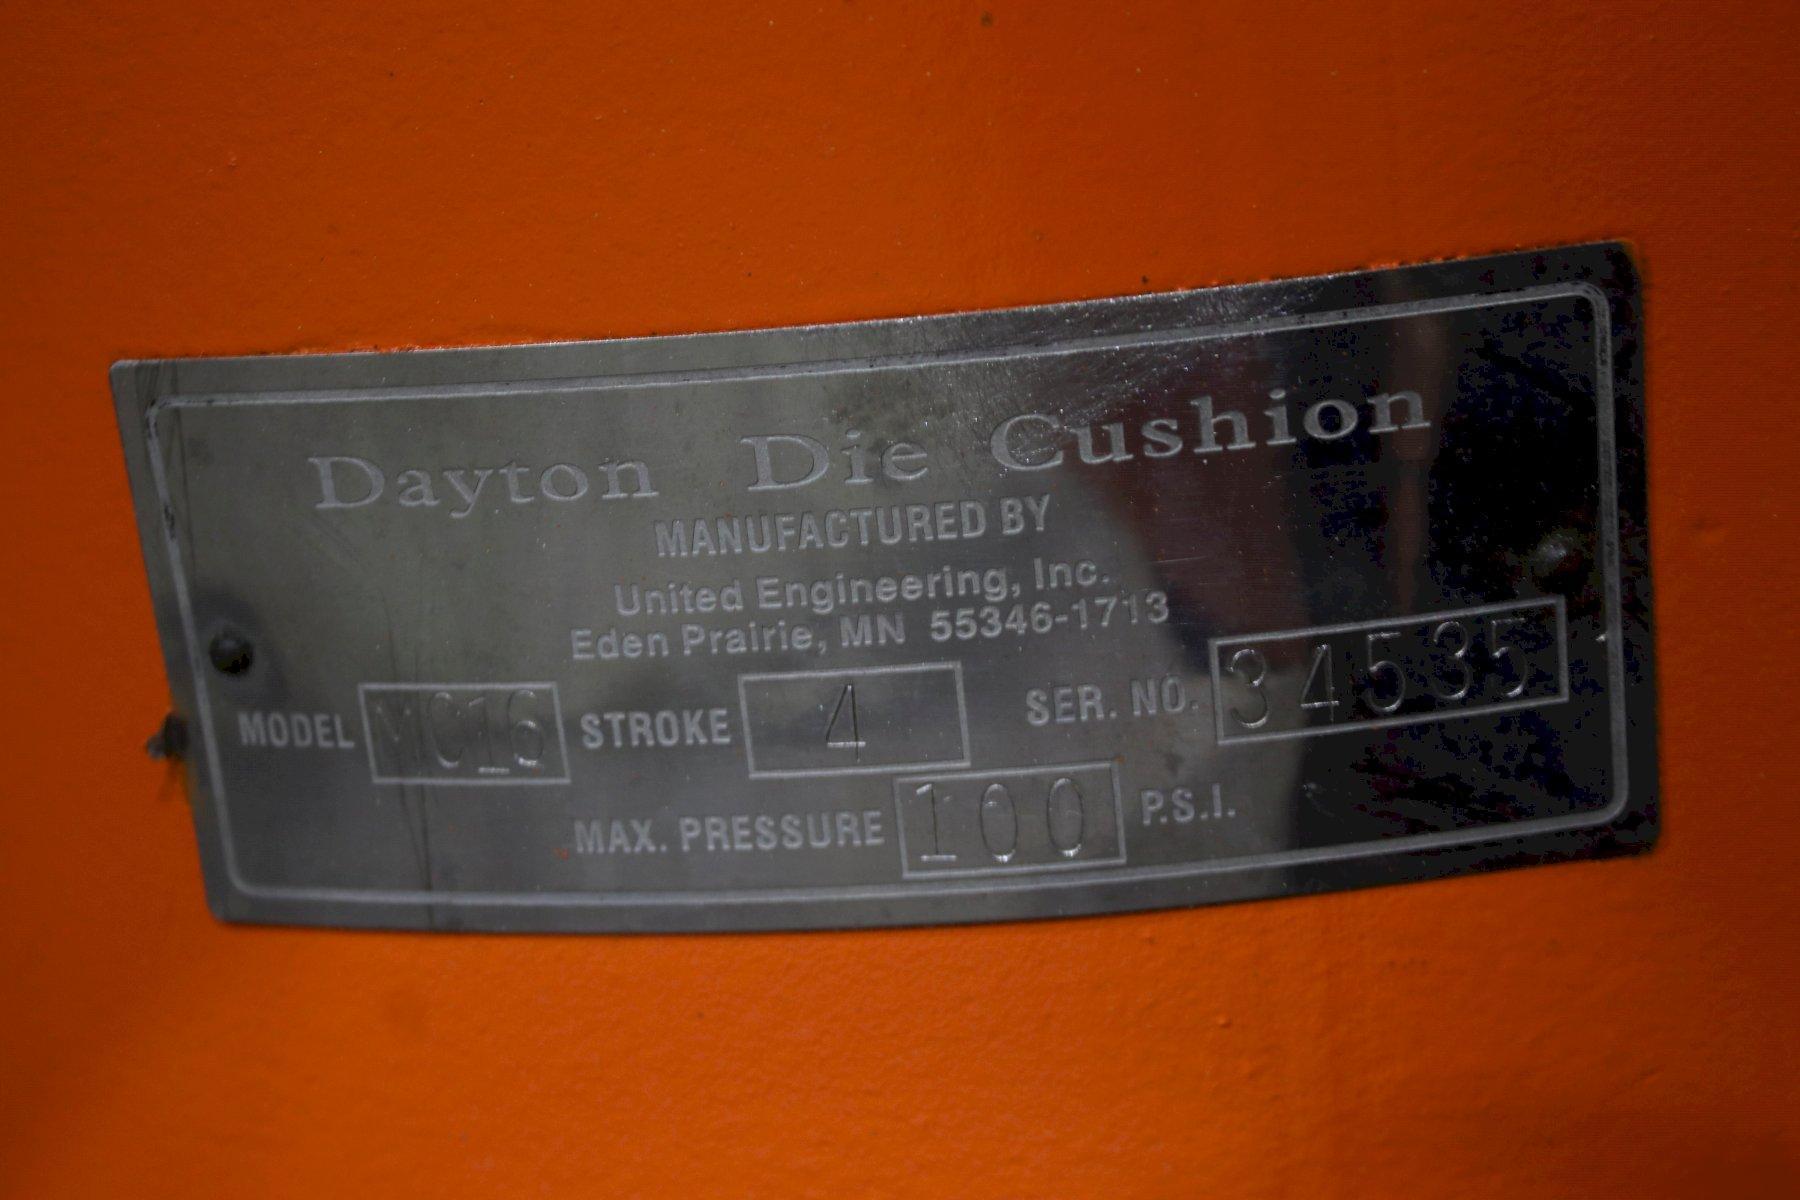 Dayton Die Cushion
MANUFACTURED BY
United Engineering, Inc.
Eden Prairie, MN 55346-1713
MODEL MC16 STROKE 4 SER. NO. 34535
MAX. PRESSURE 100 P.S.I.